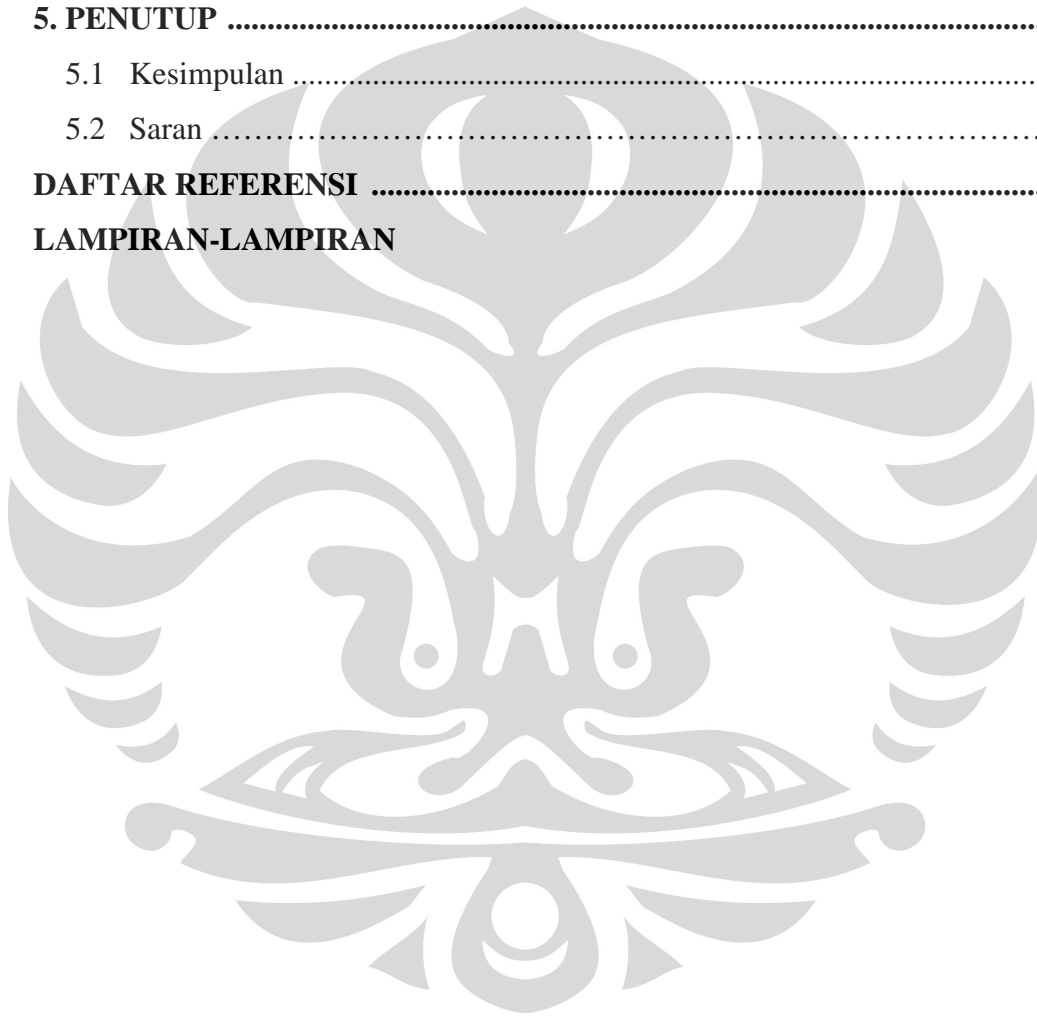 5. PENUTUP ........................................................................................................
5.1 Kesimpulan ....................................................................................................
5.2 Saran ……………………………………………………………………………
DAFTAR REFERENSI ....................................................................................
LAMPIRAN-LAMPIRAN